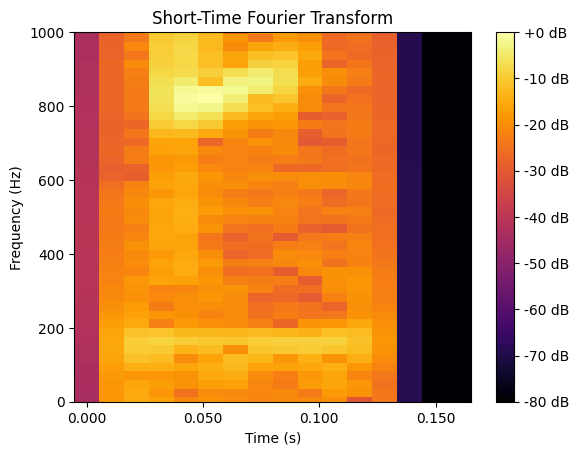 Short-Time Fourier Transform
1000
800
600
400
200
0
Frequency (Hz)
0.000
0.050
0.100
0.150
Time (s)
+0 dB
-10 dB
-20 dB
-30 dB
-40 dB
-50 dB
-60 dB
-70 dB
-80 dB